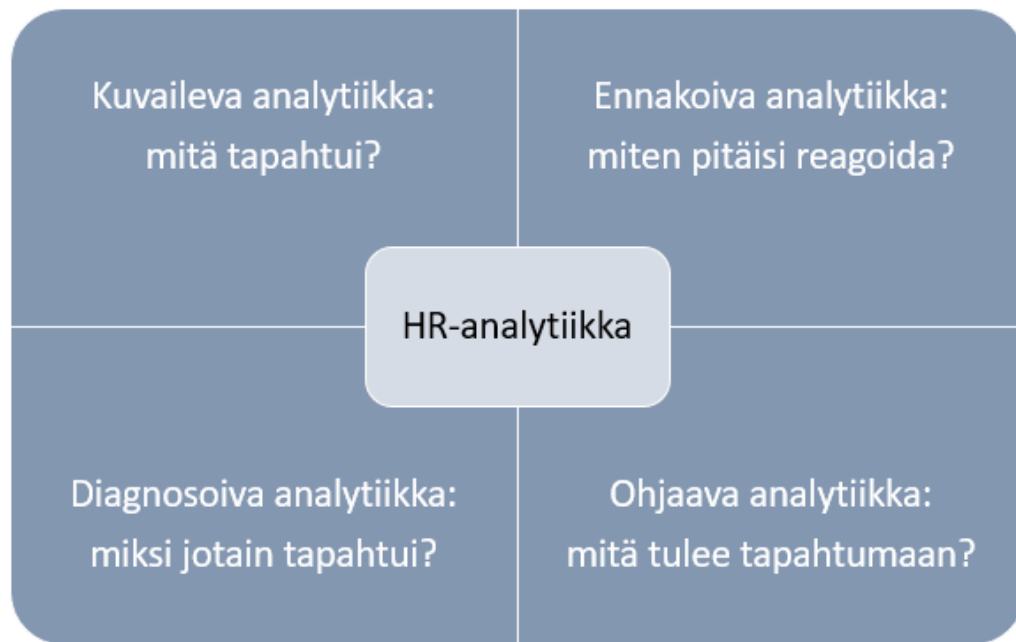 Kuvaileva analytiikka:
mitä tapahtui?
Ennakoiva analytiikka:
miten pitäisi reagoida?
HR-analytiikka
Diagnosoiva analytiikka:
miksi jotain tapahtui?
Ohjaava analytiikka:
mitä tulee tapahtumaan?